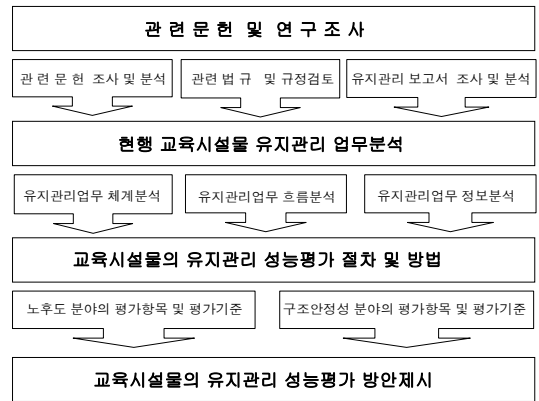 관 련 문 헌 및 연 구 조 사
관 련 문 헌 조사 및 분석
관련 법 규 및 규정검토
유지관리 보고서 조사 및 분석
현행 교육시설물 유지관리 업무분석
유지관리업무 체계분석
유지관리업무 흐름분석
유지관리업무 정보분석
교육시설물의 유지관리 성능평가 절차 및 방법
노후도 분야의 평가항목 및 평가기준
구조안정성 분야의 평가항목 및 평가기준
교육시설물의 유지관리 성능평가 방안제시